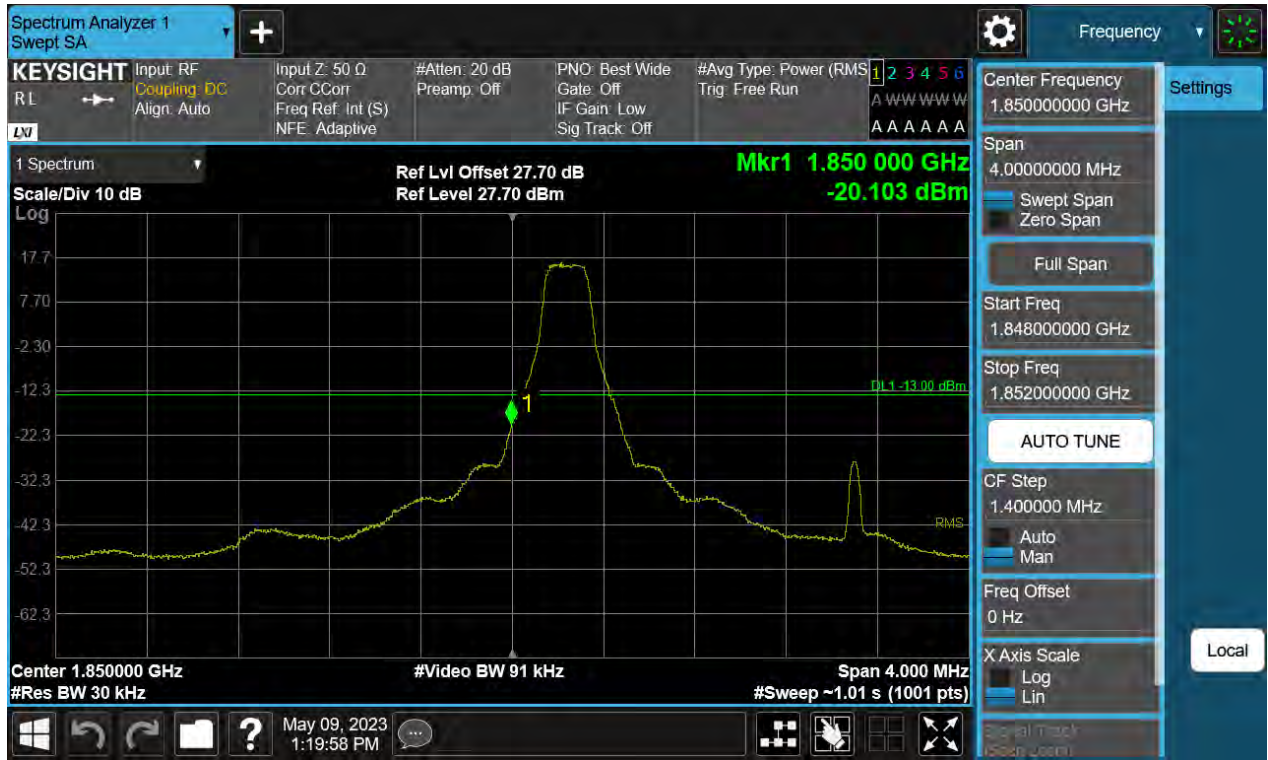 Spectrum Analyzer 1
Swept SA
Frequency
KEYSIGHT
RL
LXI
Input: RF
Coupling: DC
Align: Auto
Input Z: 50 Ω
Corr CCorr
Freq Ref: Int (S)
NFE: Adaptive
#Atten: 20 dB
Preamp: Off
PNO: Best Wide
Gate: Off
IF Gain: Low
Sig Track: Off
#Avg Type: Power (RMS
Trig: Free Run
1 2 3 4 5 6
A W W W W W
A A A A A A
1 Spectrum
Scale/Div 10 dB
Log
Ref Lvl Offset 27.70 dB
Ref Level 27.70 dBm
Mkr1 1.850 000 GHz
-20.103 dBm
17.7
7.70
-2.30
-12.3
-22.3
-32.3
-42.3
-52.3
-62.3
DL1 -13.00 dBm
1
RMS
Center 1.850000 GHz
#Res BW 30 kHz
#Video BW 91 kHz
Span 4.000 MHz
#Sweep ~1.01 s (1001 pts)
Center Frequency
1.850000000 GHz
Settings
Span
4.00000000 MHz
Swept Span
Zero Span
Full Span
Start Freq
1.848000000 GHz
Stop Freq
1.852000000 GHz
AUTO TUNE
CF Step
1.400000 MHz
Auto
Man
Freq Offset
0 Hz
X Axis Scale
Log
Lin
Local
Signal Track
(Span Zoom)
?
May 09, 2023
1:19:58 PM